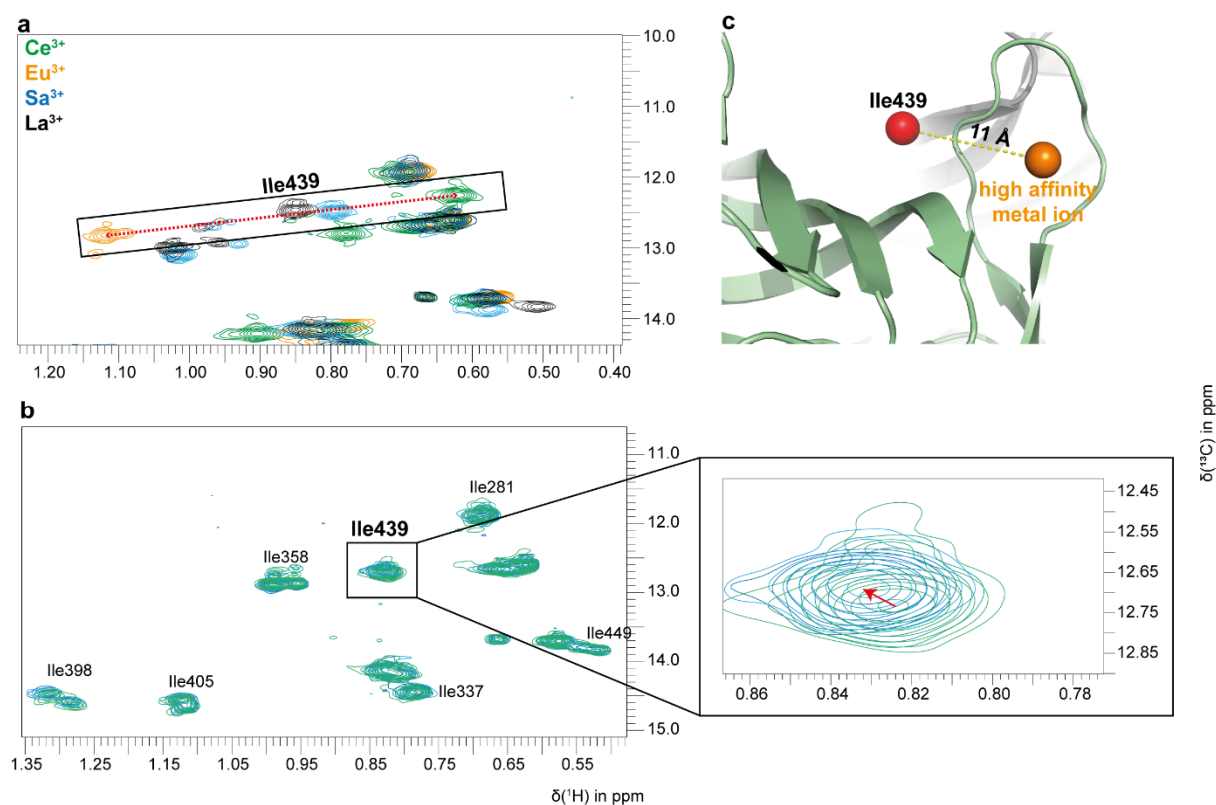 a
Ce³⁺
Eu³⁺
Sa³⁺
La³⁺
Ile439
10.0
11.0
12.0
13.0
14.0
1.20 1.10 1.00 0.90 0.80 0.70 0.60 0.50 0.40
c
Ile439
11 Å
high affinity
metal ion
b
Ile281
Ile439
Ile358
Ile449
Ile398
Ile405
Ile337
11.0
12.0
13.0
14.0
15.0
1.35 1.25 1.15 1.05 0.95 0.85 0.75 0.65 0.55
δ(¹H) in ppm
12.45
12.55
12.65
12.75
12.85
0.86 0.84 0.82 0.80 0.78
δ(¹³C) in ppm